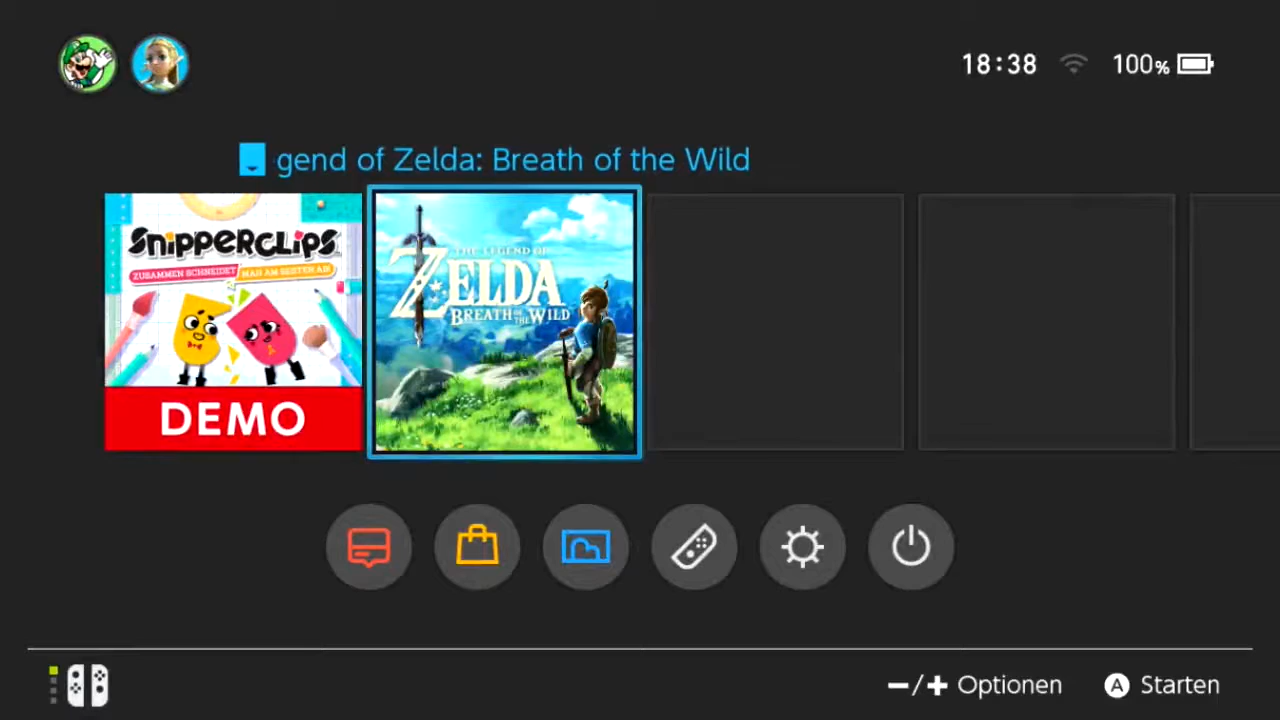 18:38 100%
gend of Zelda: Breath of the Wild
SNIPPERCLIPS
ZUSAMMEN SCHNEIDET MAN AM BESTEN AB!
DEMO
THE LEGEND OF
ZELDA
BREATH OF THE WILD
−/+ Optionen A Starten